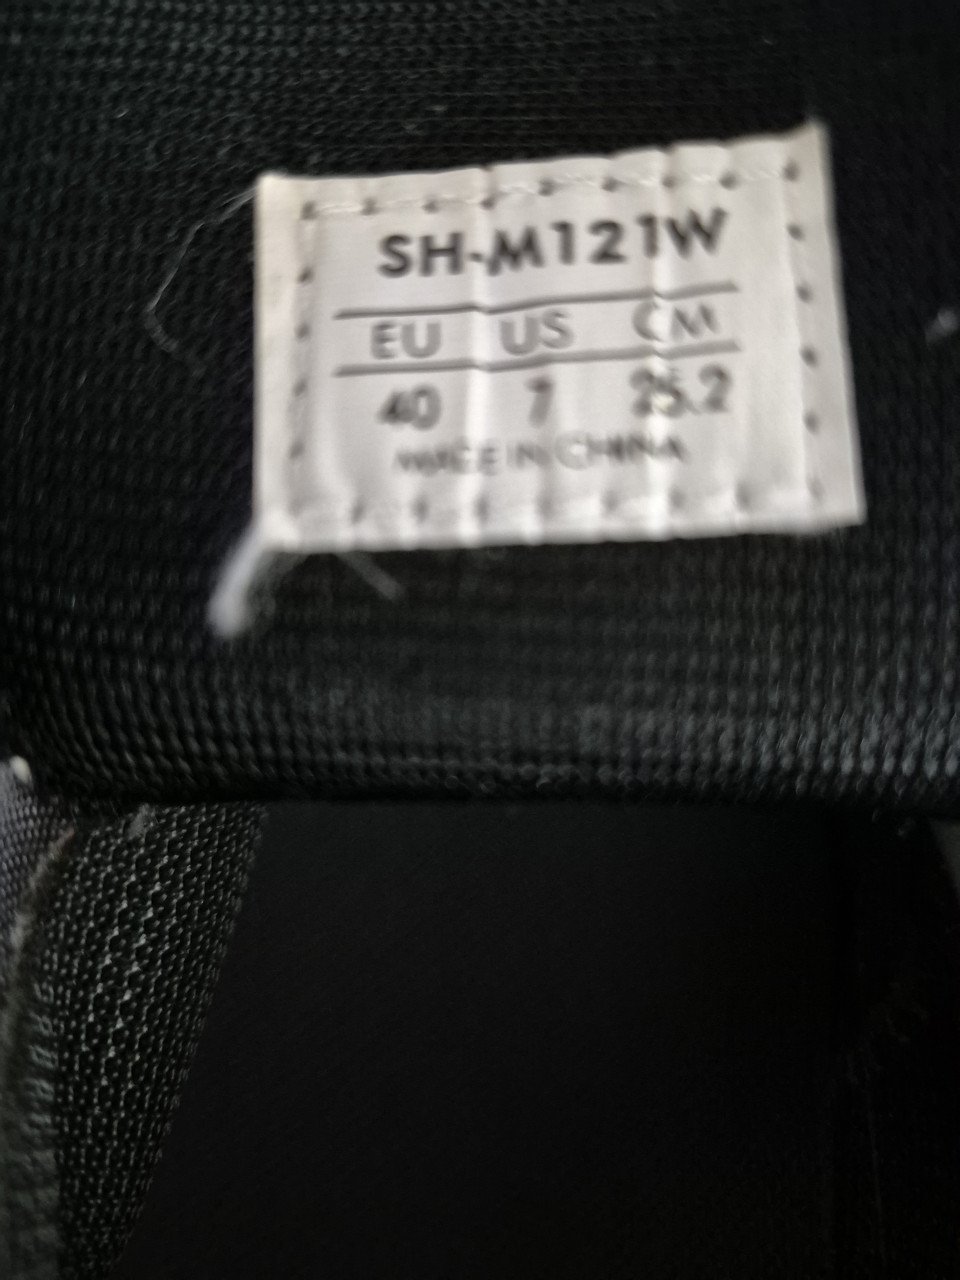 SH-M121W
EU US CM
40 7 25.2
MADE IN CHINA